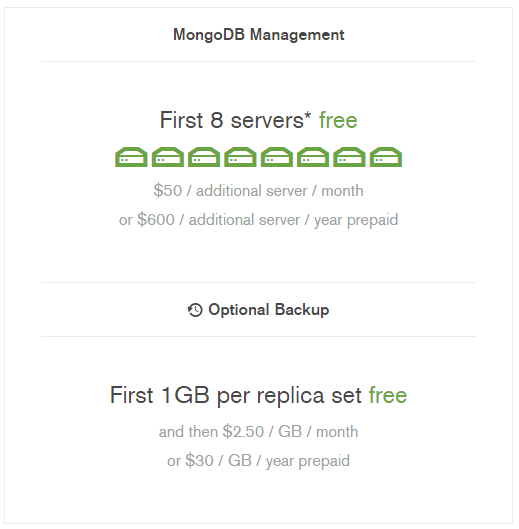 MongoDB Management
First 8 servers* free
$50 / additional server / month
or $600 / additional server / year prepaid
Optional Backup
First 1GB per replica set free
and then $2.50 / GB / month
or $30 / GB / year prepaid